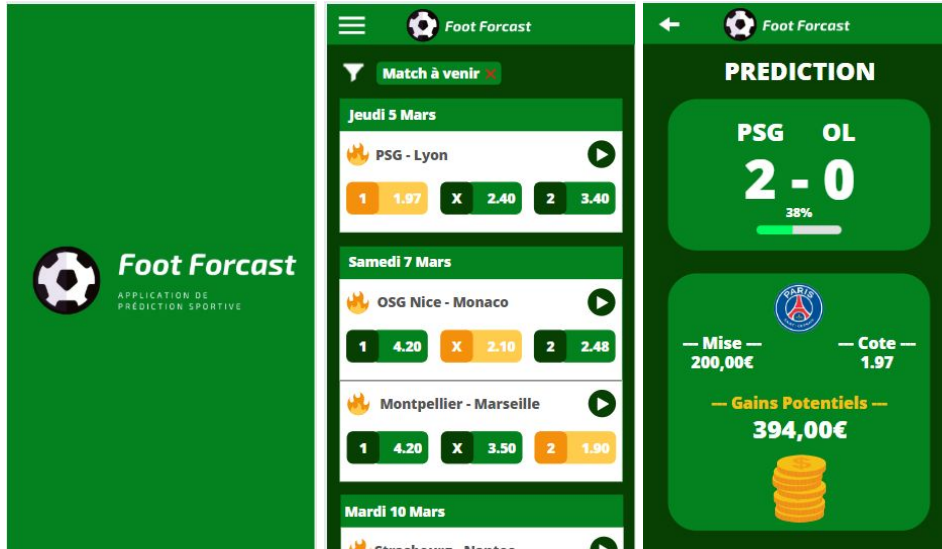 Foot Forcast
APPLICATION DE
PRÉDICTION SPORTIVE
Foot Forcast
Match à venir ×
Jeudi 5 Mars
PSG - Lyon
1 1.97 X 2.40 2 3.40
Samedi 7 Mars
OSG Nice - Monaco
1 4.20 X 2.10 2 2.48
Montpellier - Marseille
1 4.20 X 3.50 2 1.90
Mardi 10 Mars
Strasbourg - Nantes
Foot Forcast
PREDICTION
PSG OL
2 - 0
38%
PARIS
— Mise — — Cote —
200,00€ 1.97
— Gains Potentiels —
394,00€
$